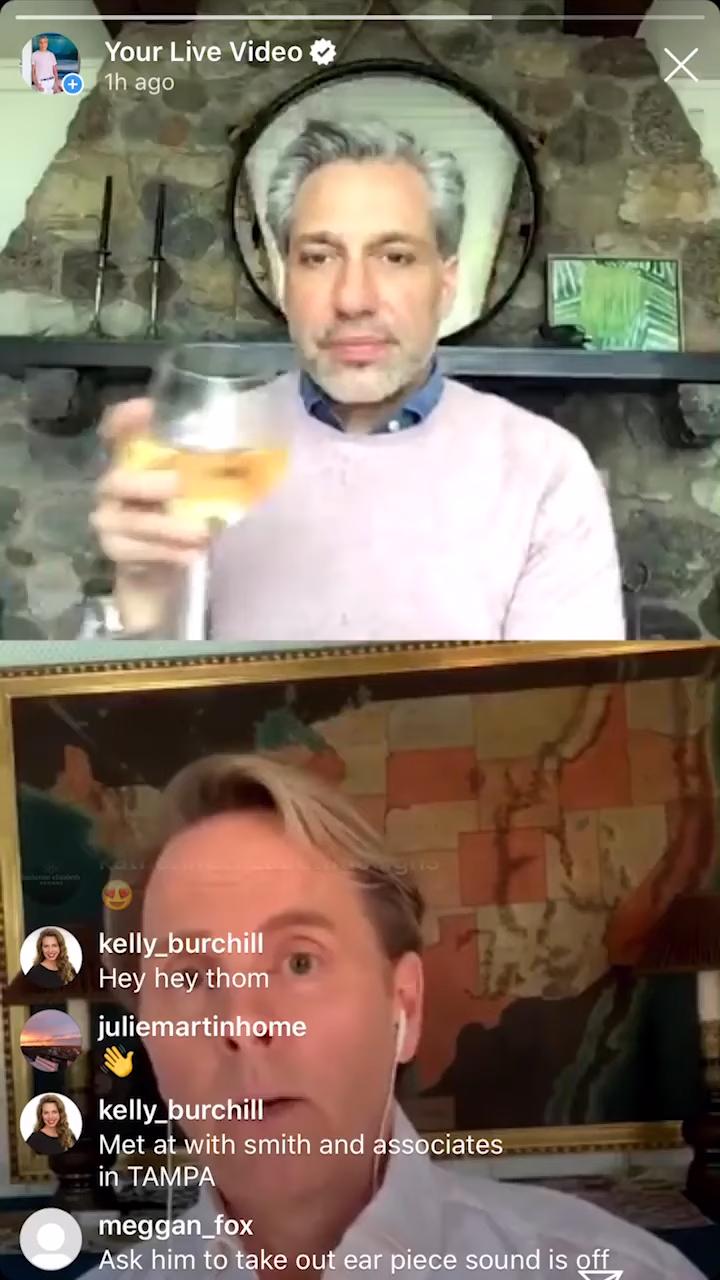 Your Live Video
1h ago
kelly_burchill
Hey hey thom
juliemartinhome
kelly_burchill
Met at with smith and associates
in TAMPA
meggan_fox
Ask him to take out ear piece sound is off